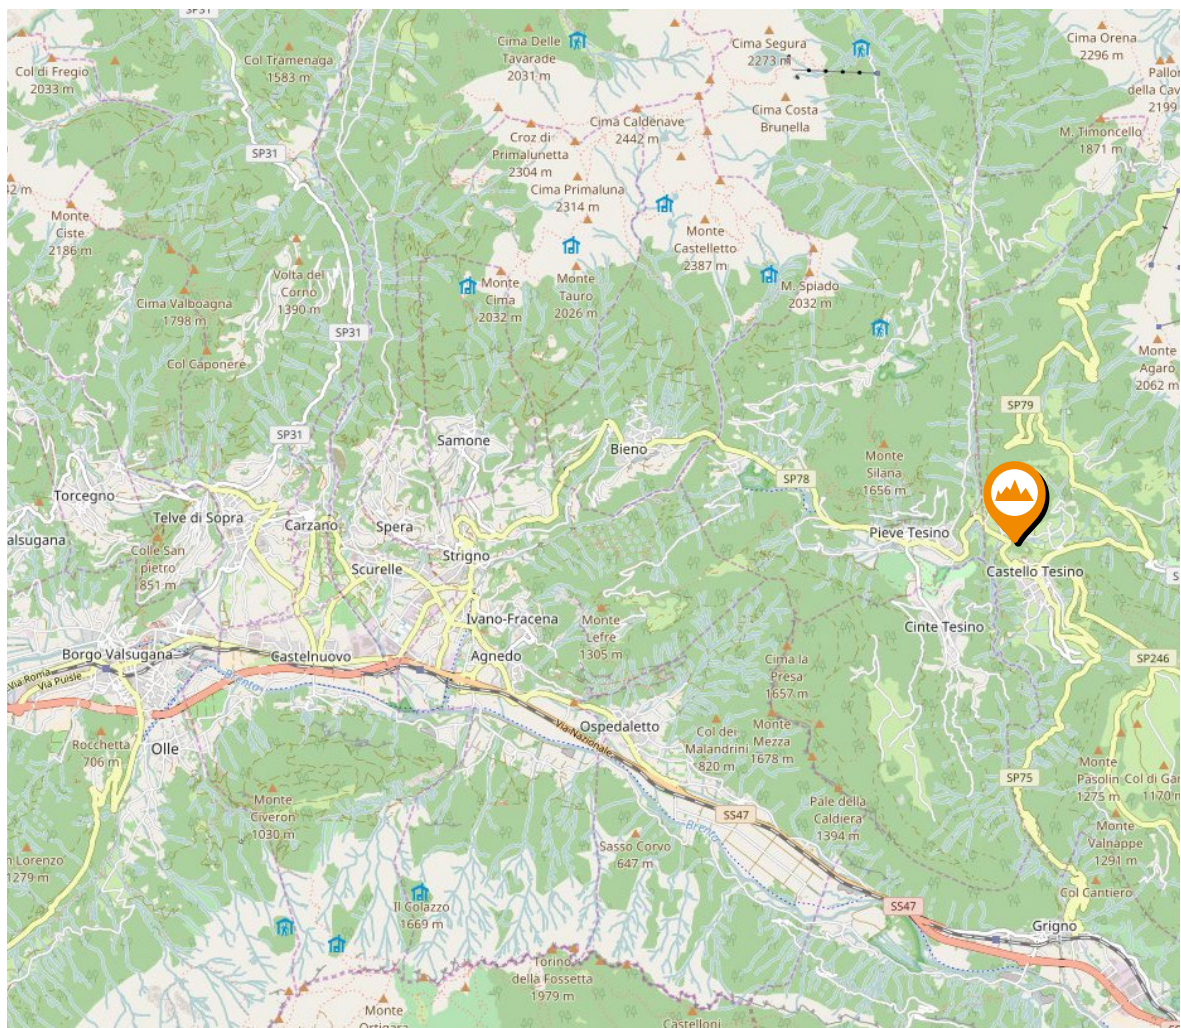 SP31
Cima Delle
Tavarade
2031 m
Cima Segura
2273 m
Cima Orena
2296 m
Col Tramenaga
1583 m
Col di Fregio
2033 m
Pallon
della Cav
2199
Cima Costa
Brunella
Cima Caldenave
2442 m
M. Timoncello
1871 m
Croz di
Primalunetta
2304 m
SP31
Cima Primaluna
2314 m
Monte
Ciste
2186 m
Monte
Castelletto
2387 m
Volta del
Corno
1390 m
Monte
Cima
2032 m
Monte
Tauro
2026 m
M. Spiado
2032 m
Cima Valboagna
1798 m
SP31
Col Caponere
Monte
Agaro
2062 m
SP79
SP31
Samone
Bieno
Monte
Silana
1656 m
SP78
Torcegno
Telve di Sopra
Carzano
Spera
Pieve Tesino
alsugana
Strigno
Colle San
pietro
851 m
Scurelle
Castello Tesino
Ivano-Fracena
Monte
Lefre
1305 m
Cinte Tesino
Borgo Valsugana
Castelnuovo
Agnedo
Cima la
Presa
1657 m
SP246
Via Roma
Via Puisle
Brenta
Ospedaletto
Via Nazionale
Col dei
Malandrini
820 m
Monte
Mezza
1678 m
Rocchetta
706 m
Olle
Monte
Pasolin
1275 m
Col di Gar
1170 m
SP75
Monte
Civeron
1030 m
Pale della
Caldiera
1394 m
SS47
Brenta
Monte
Valnappe
1291 m
Sasso Corvo
647 m
n Lorenzo
1279 m
Col Cantiero
Il Colazzo
1669 m
SS47
Grigno
Torino
della Fossetta
1979 m
Monte
Ortigara
Castelloni